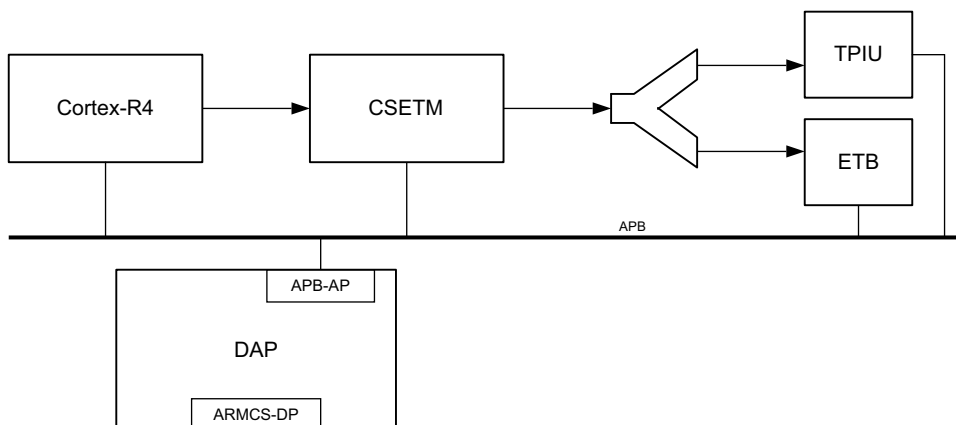 TPIU
Cortex-R4
CSETM
ETB
APB
APB-AP
DAP
ARMCS-DP